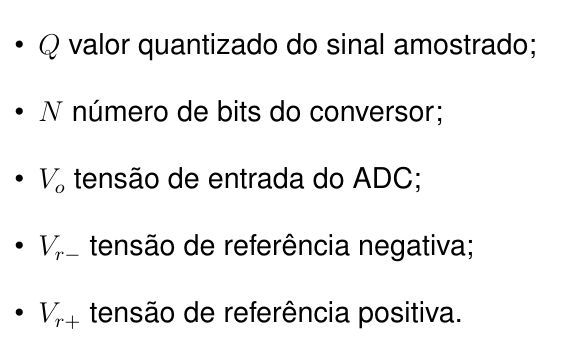 • Q valor quantizado do sinal amostrado;
• N número de bits do conversor;
• V_o tensão de entrada do ADC;
• V_{r−} tensão de referência negativa;
• V_{r+} tensão de referência positiva.